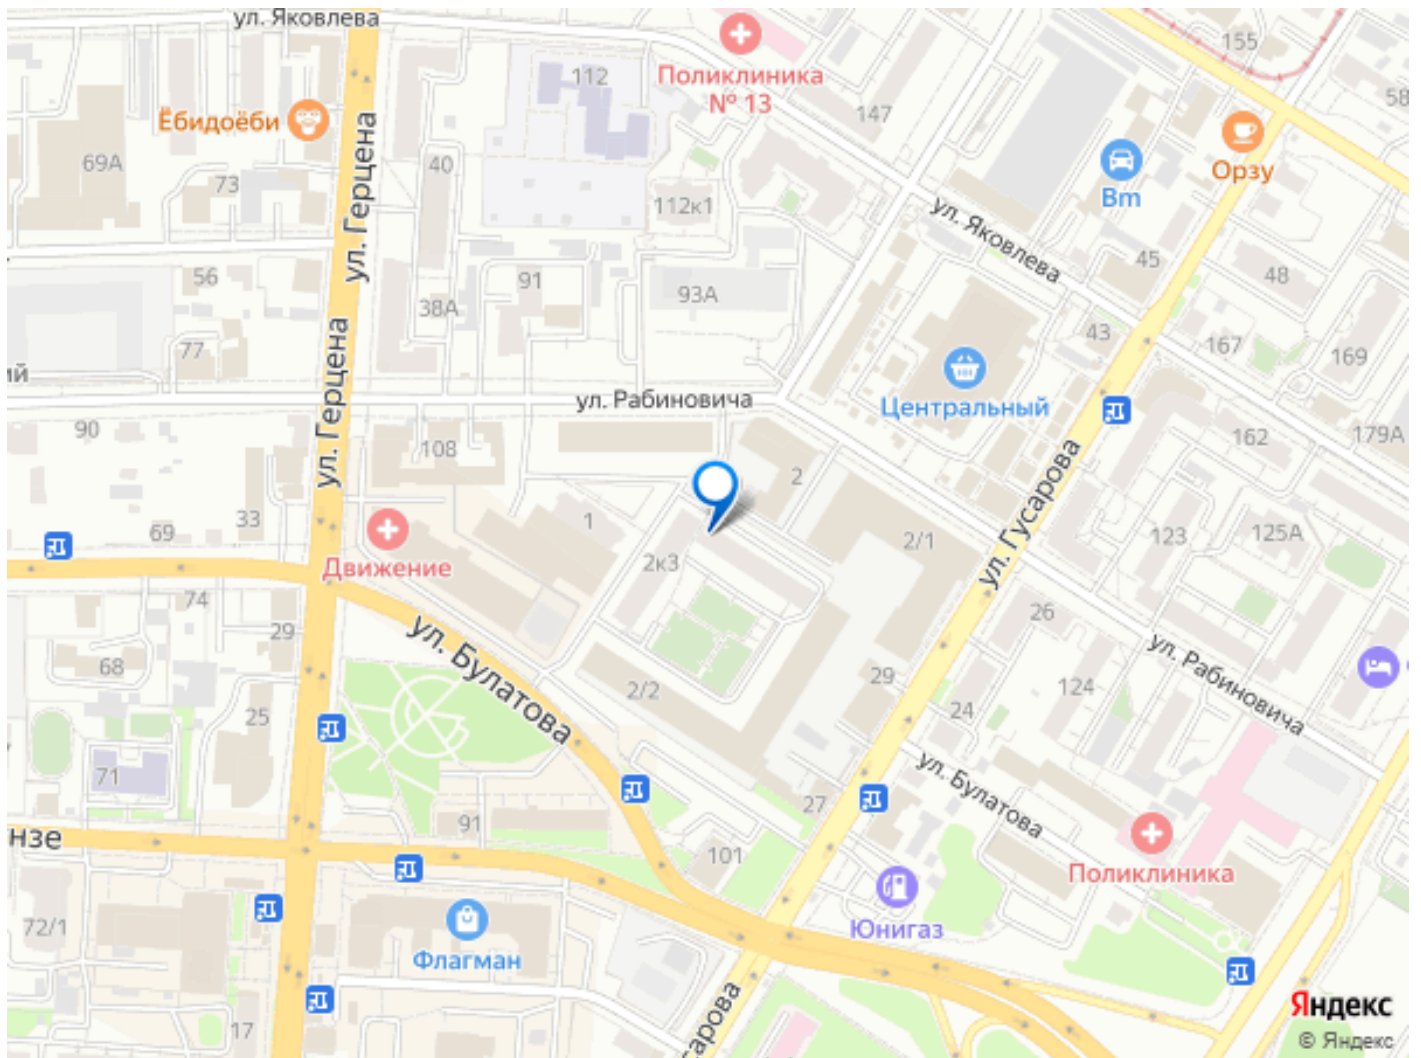 ул. Яковлева
155
Поликлиника
№ 13
112
147
58
Ёбидоёби
ул. Герцена
69А
40
Орзу
Bm
73
112к1
ул. Яковлева
ул. Герцена
45
48
56
91
93А
38А
43
167
169
77
ий
ул. Рабиновича
Центральный
90
108
162
179А
ул. Герцена
ул. Гусарова
2
33
69
1
2/1
123
125А
Движение
2к3
74
26
29
ул. Булатова
ул. Рабиновича
68
29
124
2/2
25
24
71
ул. Булатова
27
91
нзе
101
Поликлиника
72/1
Юнигаз
Флагман
17
сарова
Яндекс
© Яндекс